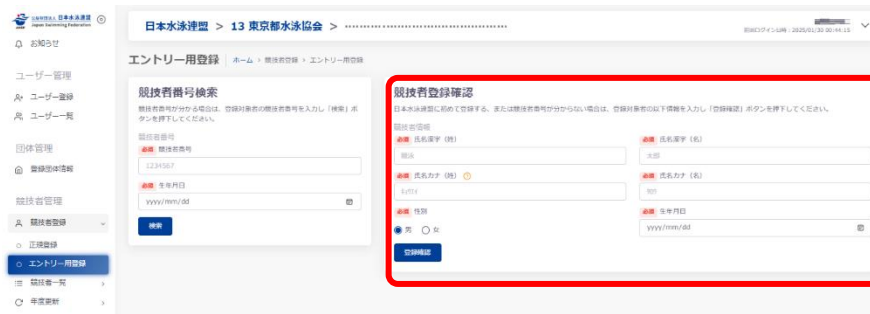 公益財団法人 日本水泳連盟
Japan Swimming Federation
お知らせ
ユーザー管理
ユーザー登録
ユーザー一覧
団体管理
登録団体情報
競技者管理
競技者登録
正規登録
エントリー用登録
競技者一覧
年度更新
日本水泳連盟 > 13 東京都水泳協会 >
前回ログイン日時：2025/01/30 00:44:15
エントリー用登録 ホーム › 競技者登録 › エントリー用登録
競技者番号検索
競技者番号が分かる場合は、登録対象者の競技者番号を入力し「検索」ボ
タンを押下してください。
競技者番号
必須 競技者番号
1234567
必須 生年月日
yyyy/mm/dd
検索
競技者登録確認
日本水泳連盟に初めて登録する、または競技者番号が分からない場合は、登録対象者の以下情報を入力し「登録確認」ボタンを押下してください。
競技者情報
必須 氏名漢字（姓）
必須 氏名漢字（名）
太郎
必須 氏名カナ（姓）
必須 氏名カナ（名）
必須 性別
男 女
必須 生年月日
yyyy/mm/dd
登録確認